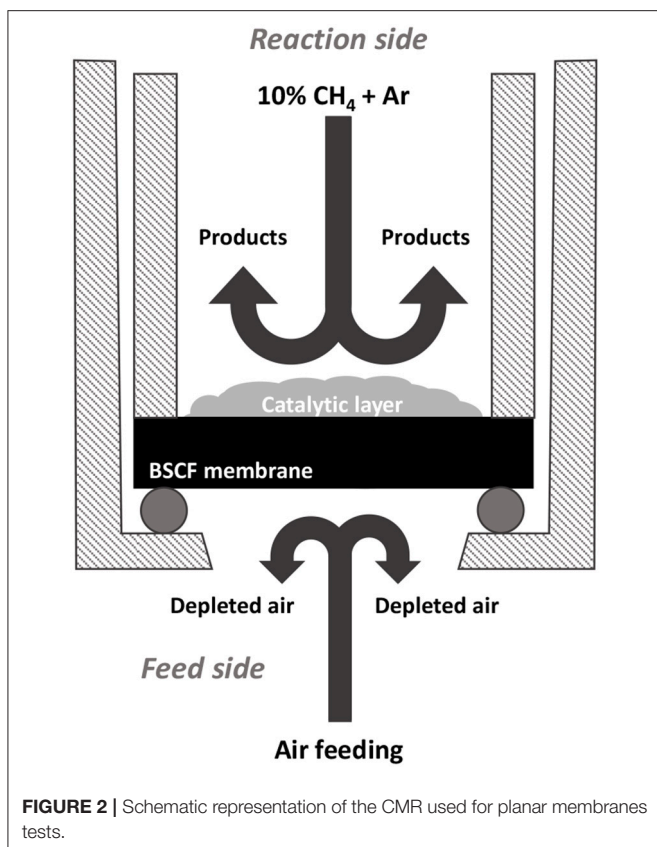 Reaction side
10% CH₄ + Ar
Products Products
Catalytic layer
BSCF membrane
Depleted air Depleted air
Feed side
Air feeding
FIGURE 2 | Schematic representation of the CMR used for planar membranes
tests.